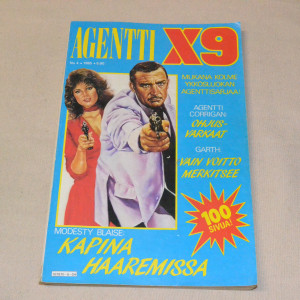 AGENTTI X9
MUKANA KOLME
YKKÖSLUOKAN
AGENTTISARJAA!
AGENTTI
CORRIGAN:
OHJUS-
VARKAAT
GARTH:
VAIN VOITTO
MERKITSEE
100
SIVUA!
MODESTY BLAISE:
KAPINA
HAAREMISSA